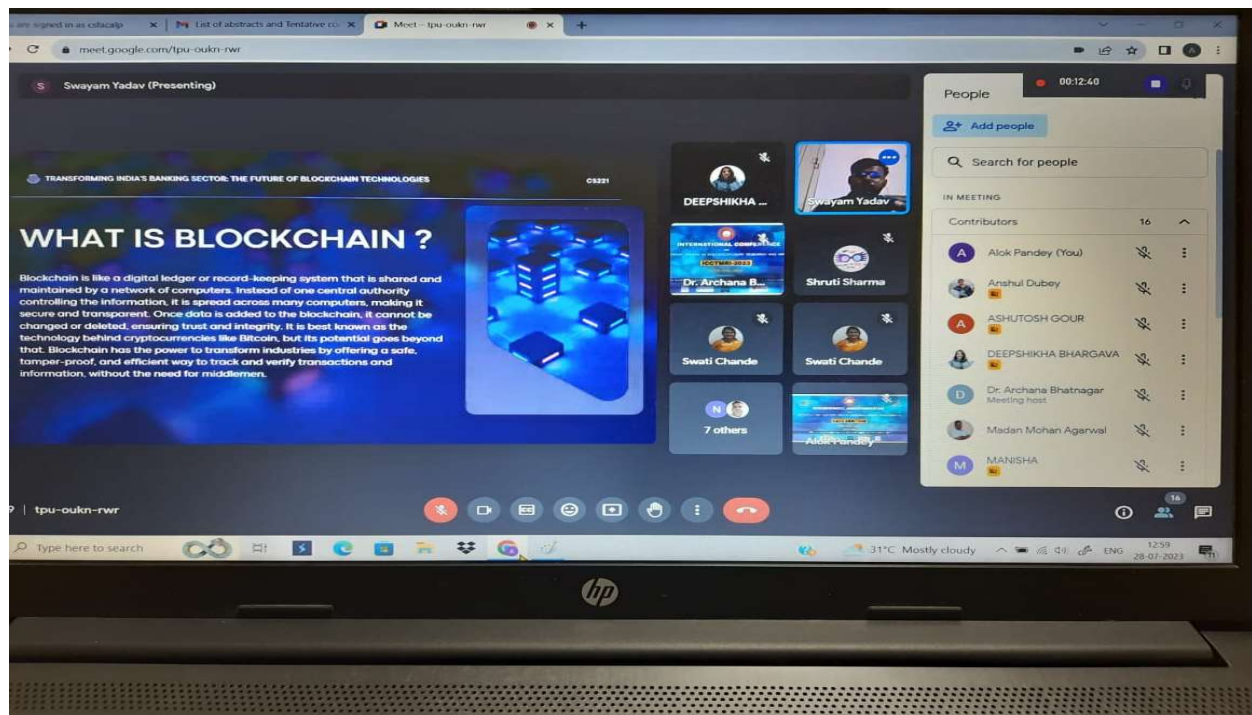 are signed in as csfacalp
List of abstracts and Tentative co
Meet – tpu-oukn-rwr
meet.google.com/tpu-oukn-rwr
S Swayam Yadav (Presenting)
TRANSFORMING INDIA'S BANKING SECTOR: THE FUTURE OF BLOCKCHAIN TECHNOLOGIES
CS221
WHAT IS BLOCKCHAIN ?
Blockchain is like a digital ledger or record-keeping system that is shared and
maintained by a network of computers. Instead of one central authority
controlling the information, it is spread across many computers, making it
secure and transparent. Once data is added to the blockchain, it cannot be
changed or deleted, ensuring trust and integrity. It is best known as the
technology behind cryptocurrencies like Bitcoin, but its potential goes beyond
that. Blockchain has the power to transform industries by offering a safe,
tamper-proof, and efficient way to track and verify transactions and
information, without the need for middlemen.
DEEPSHIKHA ...
Swayam Yadav
INTERNATIONAL CONFERENCE
ICCTMRI-2023
Dr. Archana B...
Shruti Sharma
Swati Chande
Swati Chande
N
7 others
Alok Pandey
People
00:12:40
Add people
Search for people
IN MEETING
Contributors 16
A Alok Pandey (You)
Anshul Dubey
A ASHUTOSH GOUR
DEEPSHIKHA BHARGAVA
D Dr. Archana Bhatnagar
Meeting host
Madan Mohan Agarwal
M MANISHA
tpu-oukn-rwr
16
Type here to search
31°C Mostly cloudy
ENG
12:59
28-07-2023
hp